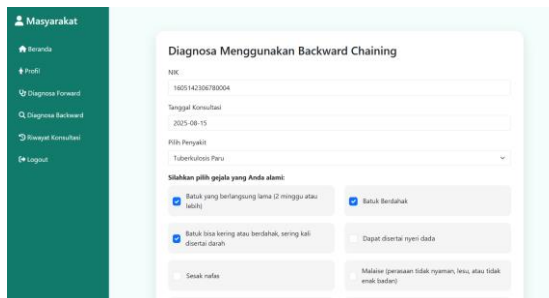 Masyarakat
Beranda
Profil
Diagnosa Forward
Diagnosa Backward
Riwayat Konsultasi
Logout
Diagnosa Menggunakan Backward Chaining
NIK
1605142306780004
Tanggal Konsultasi
2025-08-15
Pilih Penyakit
Tuberkulosis Paru
Silahkan pilih gejala yang Anda alami:
Batuk yang berlangsung lama (2 minggu atau
lebih)
Batuk Berdahak
Batuk bisa kering atau berdahak, sering kali
disertai darah
Dapat disertai nyeri dada
Sesak nafas
Malaise (perasaan tidak nyaman, lesu, atau tidak
enak badan)